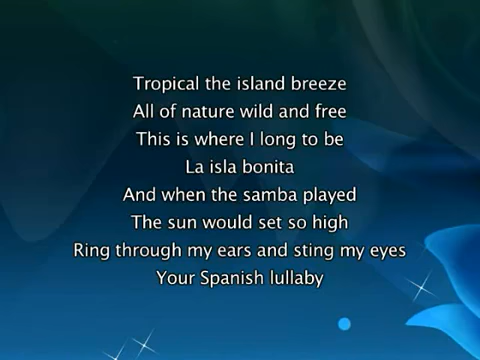 Tropical the island breeze
All of nature wild and free
This is where I long to be
La isla bonita
And when the samba played
The sun would set so high
Ring through my ears and sting my eyes
Your Spanish lullaby